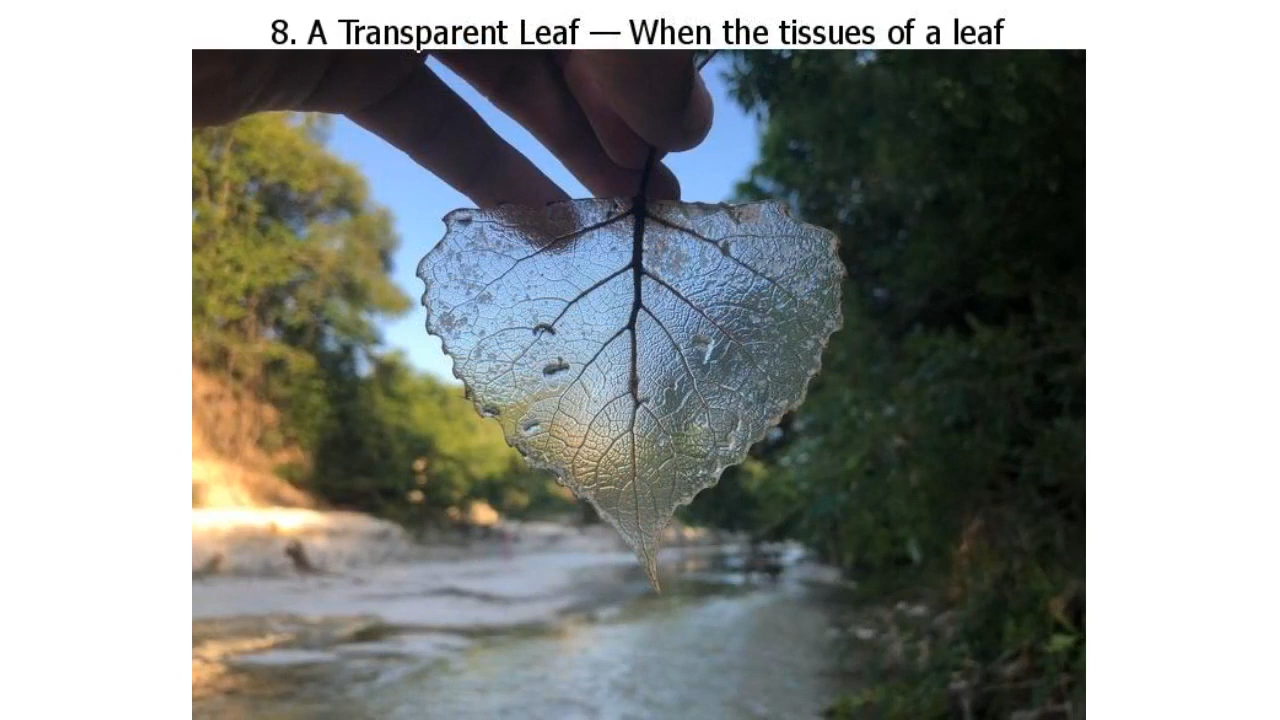 8. A Transparent Leaf — When the tissues of a leaf